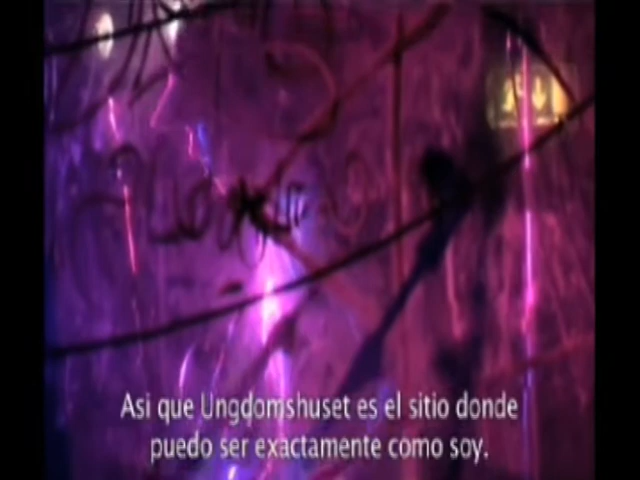 Asi que Ungdomshuset es el sitio donde
puedo ser exactamente como soy.